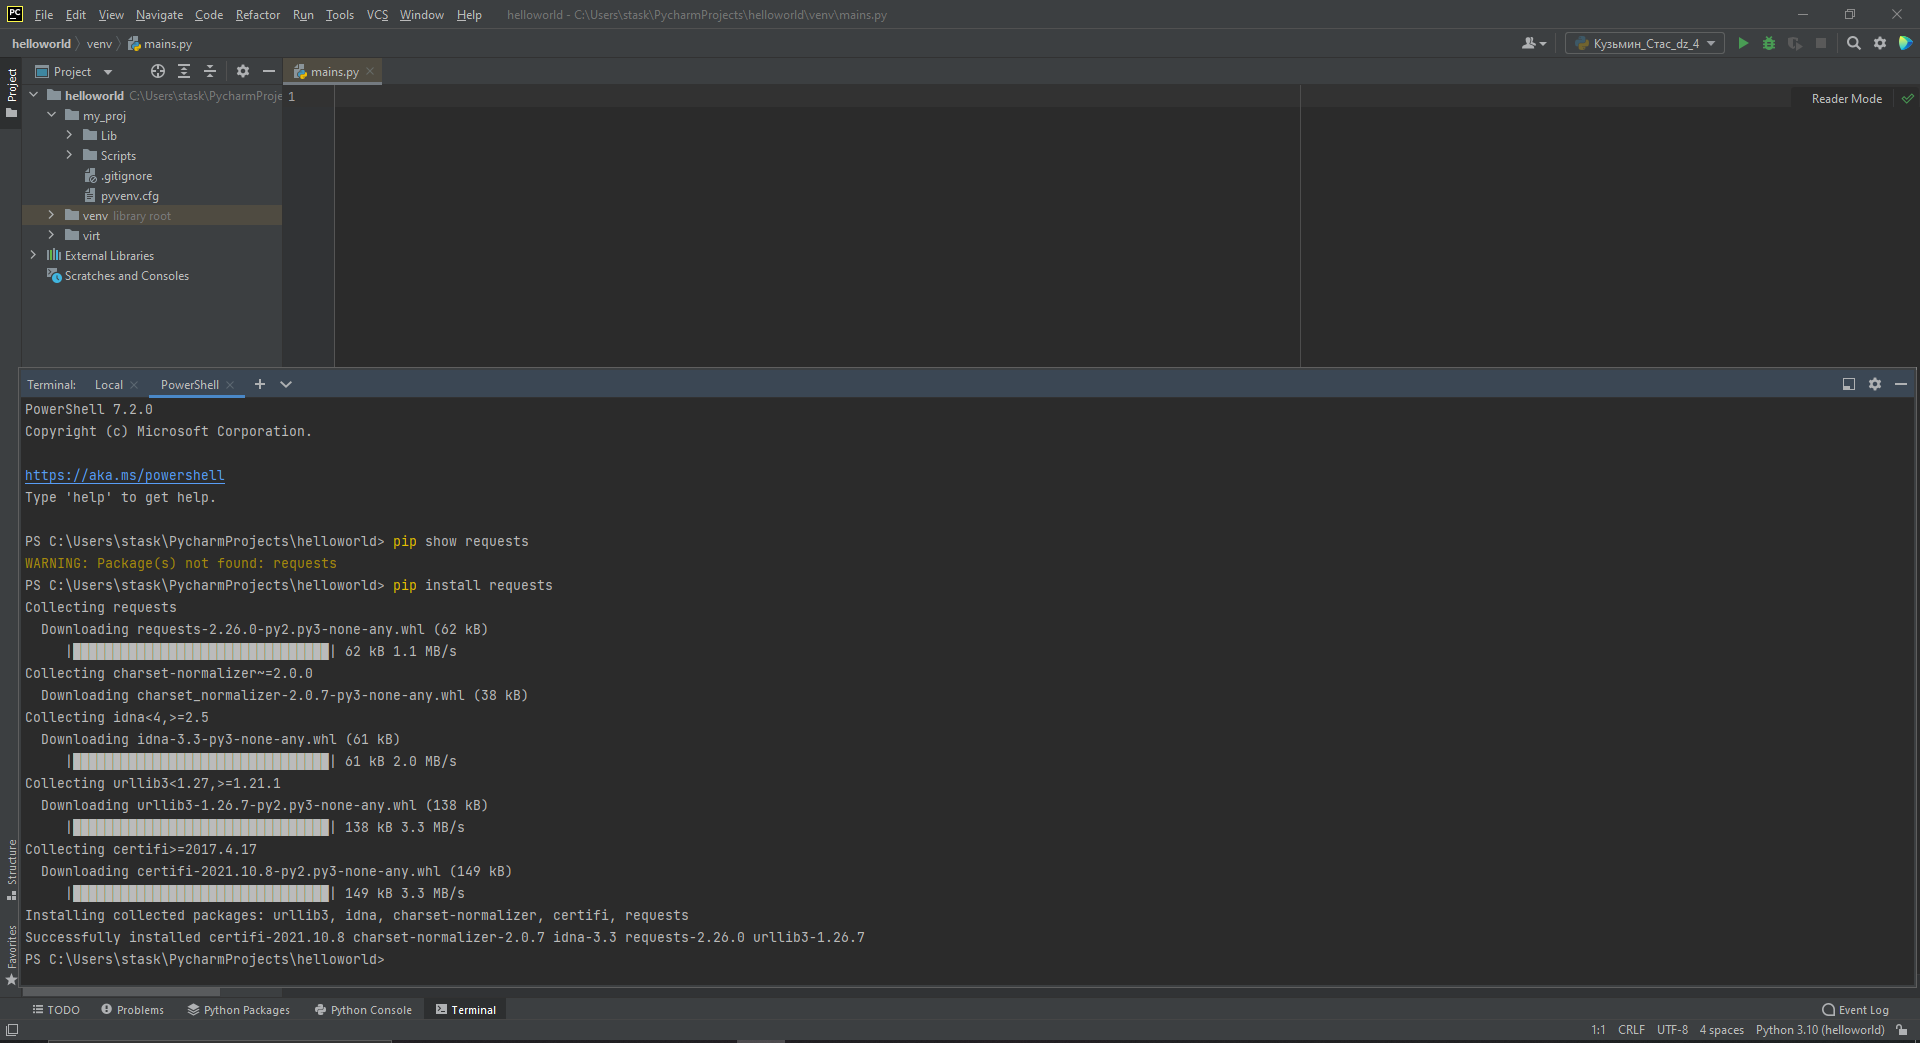 PC File Edit View Navigate Code Refactor Run Tools VCS Window Help helloworld - C:\Users\stask\PycharmProjects\helloworld\venv\mains.py
helloworld venv mains.py Кузьмин_Стас_dz_4
Project mains.py
Project
1
Reader Mode
helloworld C:\Users\stask\PycharmProje
my_proj
Lib
Scripts
.gitignore
pyvenv.cfg
venv library root
virt
External Libraries
Scratches and Consoles
Terminal: Local PowerShell
PowerShell 7.2.0
Copyright (c) Microsoft Corporation.
https://aka.ms/powershell
Type 'help' to get help.
PS C:\Users\stask\PycharmProjects\helloworld> pip show requests
WARNING: Package(s) not found: requests
PS C:\Users\stask\PycharmProjects\helloworld> pip install requests
Collecting requests
Downloading requests-2.26.0-py2.py3-none-any.whl (62 kB)
|████████████████████████████████| 62 kB 1.1 MB/s
Collecting charset-normalizer~=2.0.0
Downloading charset_normalizer-2.0.7-py3-none-any.whl (38 kB)
Collecting idna<4,>=2.5
Downloading idna-3.3-py3-none-any.whl (61 kB)
|████████████████████████████████| 61 kB 2.0 MB/s
Collecting urllib3<1.27,>=1.21.1
Downloading urllib3-1.26.7-py2.py3-none-any.whl (138 kB)
|████████████████████████████████| 138 kB 3.3 MB/s
Collecting certifi>=2017.4.17
Downloading certifi-2021.10.8-py2.py3-none-any.whl (149 kB)
|████████████████████████████████| 149 kB 3.3 MB/s
Installing collected packages: urllib3, idna, charset-normalizer, certifi, requests
Successfully installed certifi-2021.10.8 charset-normalizer-2.0.7 idna-3.3 requests-2.26.0 urllib3-1.26.7
PS C:\Users\stask\PycharmProjects\helloworld>
Structure
Favorites
TODO Problems Python Packages Python Console Terminal Event Log
1:1 CRLF UTF-8 4 spaces Python 3.10 (helloworld)